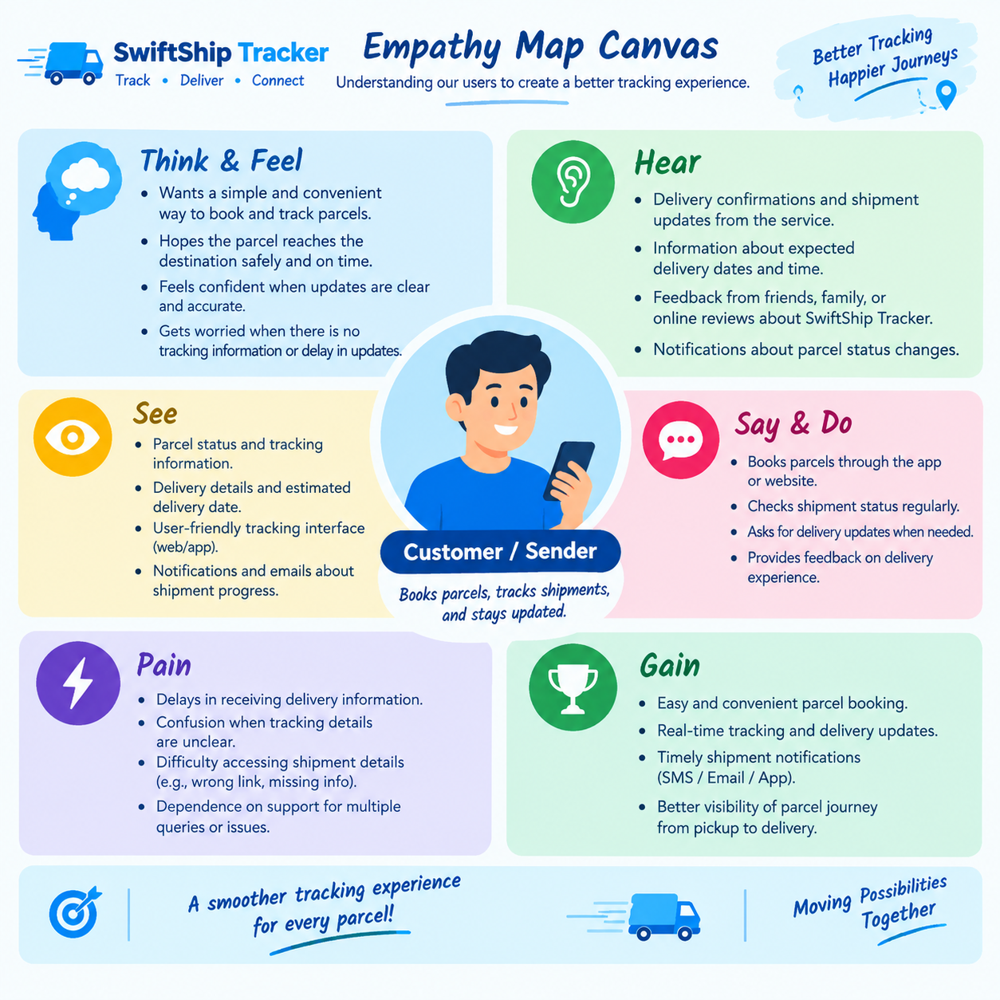 SwiftShip Tracker
Track • Deliver • Connect
Empathy Map Canvas
Understanding our users to create a better tracking experience.
Better Tracking
Happier Journeys
Think & Feel
• Wants a simple and convenient
way to book and track parcels.
• Hopes the parcel reaches the
destination safely and on time.
• Feels confident when updates are clear
and accurate.
• Gets worried when there is no
tracking information or delay in updates.
Hear
• Delivery confirmations and shipment
updates from the service.
• Information about expected
delivery dates and time.
• Feedback from friends, family, or
online reviews about SwiftShip Tracker.
• Notifications about parcel status changes.
See
• Parcel status and tracking
information.
• Delivery details and estimated
delivery date.
• User-friendly tracking interface
(web/app).
• Notifications and emails about
shipment progress.
Customer / Sender
Books parcels, tracks shipments,
and stays updated.
Say & Do
• Books parcels through the app
or website.
• Checks shipment status regularly.
• Asks for delivery updates when needed.
• Provides feedback on delivery
experience.
Pain
• Delays in receiving delivery information.
• Confusion when tracking details
are unclear.
• Difficulty accessing shipment details
(e.g., wrong link, missing info).
• Dependence on support for multiple
queries or issues.
Gain
• Easy and convenient parcel booking.
• Real-time tracking and delivery updates.
• Timely shipment notifications
(SMS / Email / App).
• Better visibility of parcel journey
from pickup to delivery.
A smoother tracking experience
for every parcel!
Moving Possibilities
Together